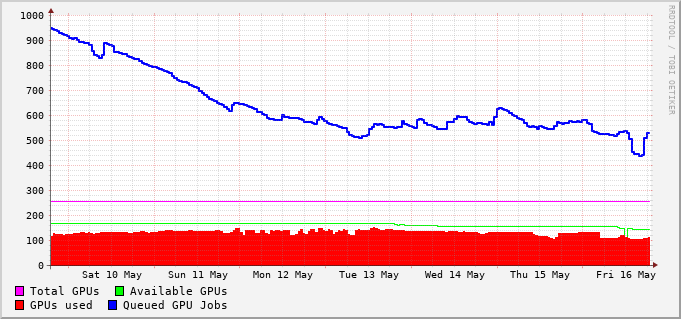 RRDTOOL / TOBI OETIKER
1000
900
800
700
600
500
400
300
200
100
0
Sat 10 May Sun 11 May Mon 12 May Tue 13 May Wed 14 May Thu 15 May Fri 16 May
Total GPUs Available GPUs
GPUs used Queued GPU Jobs